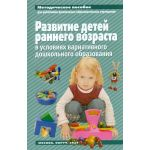 Методическое пособие
Развитие детей
раннего возраста
в условиях вариативного
дошкольного образования